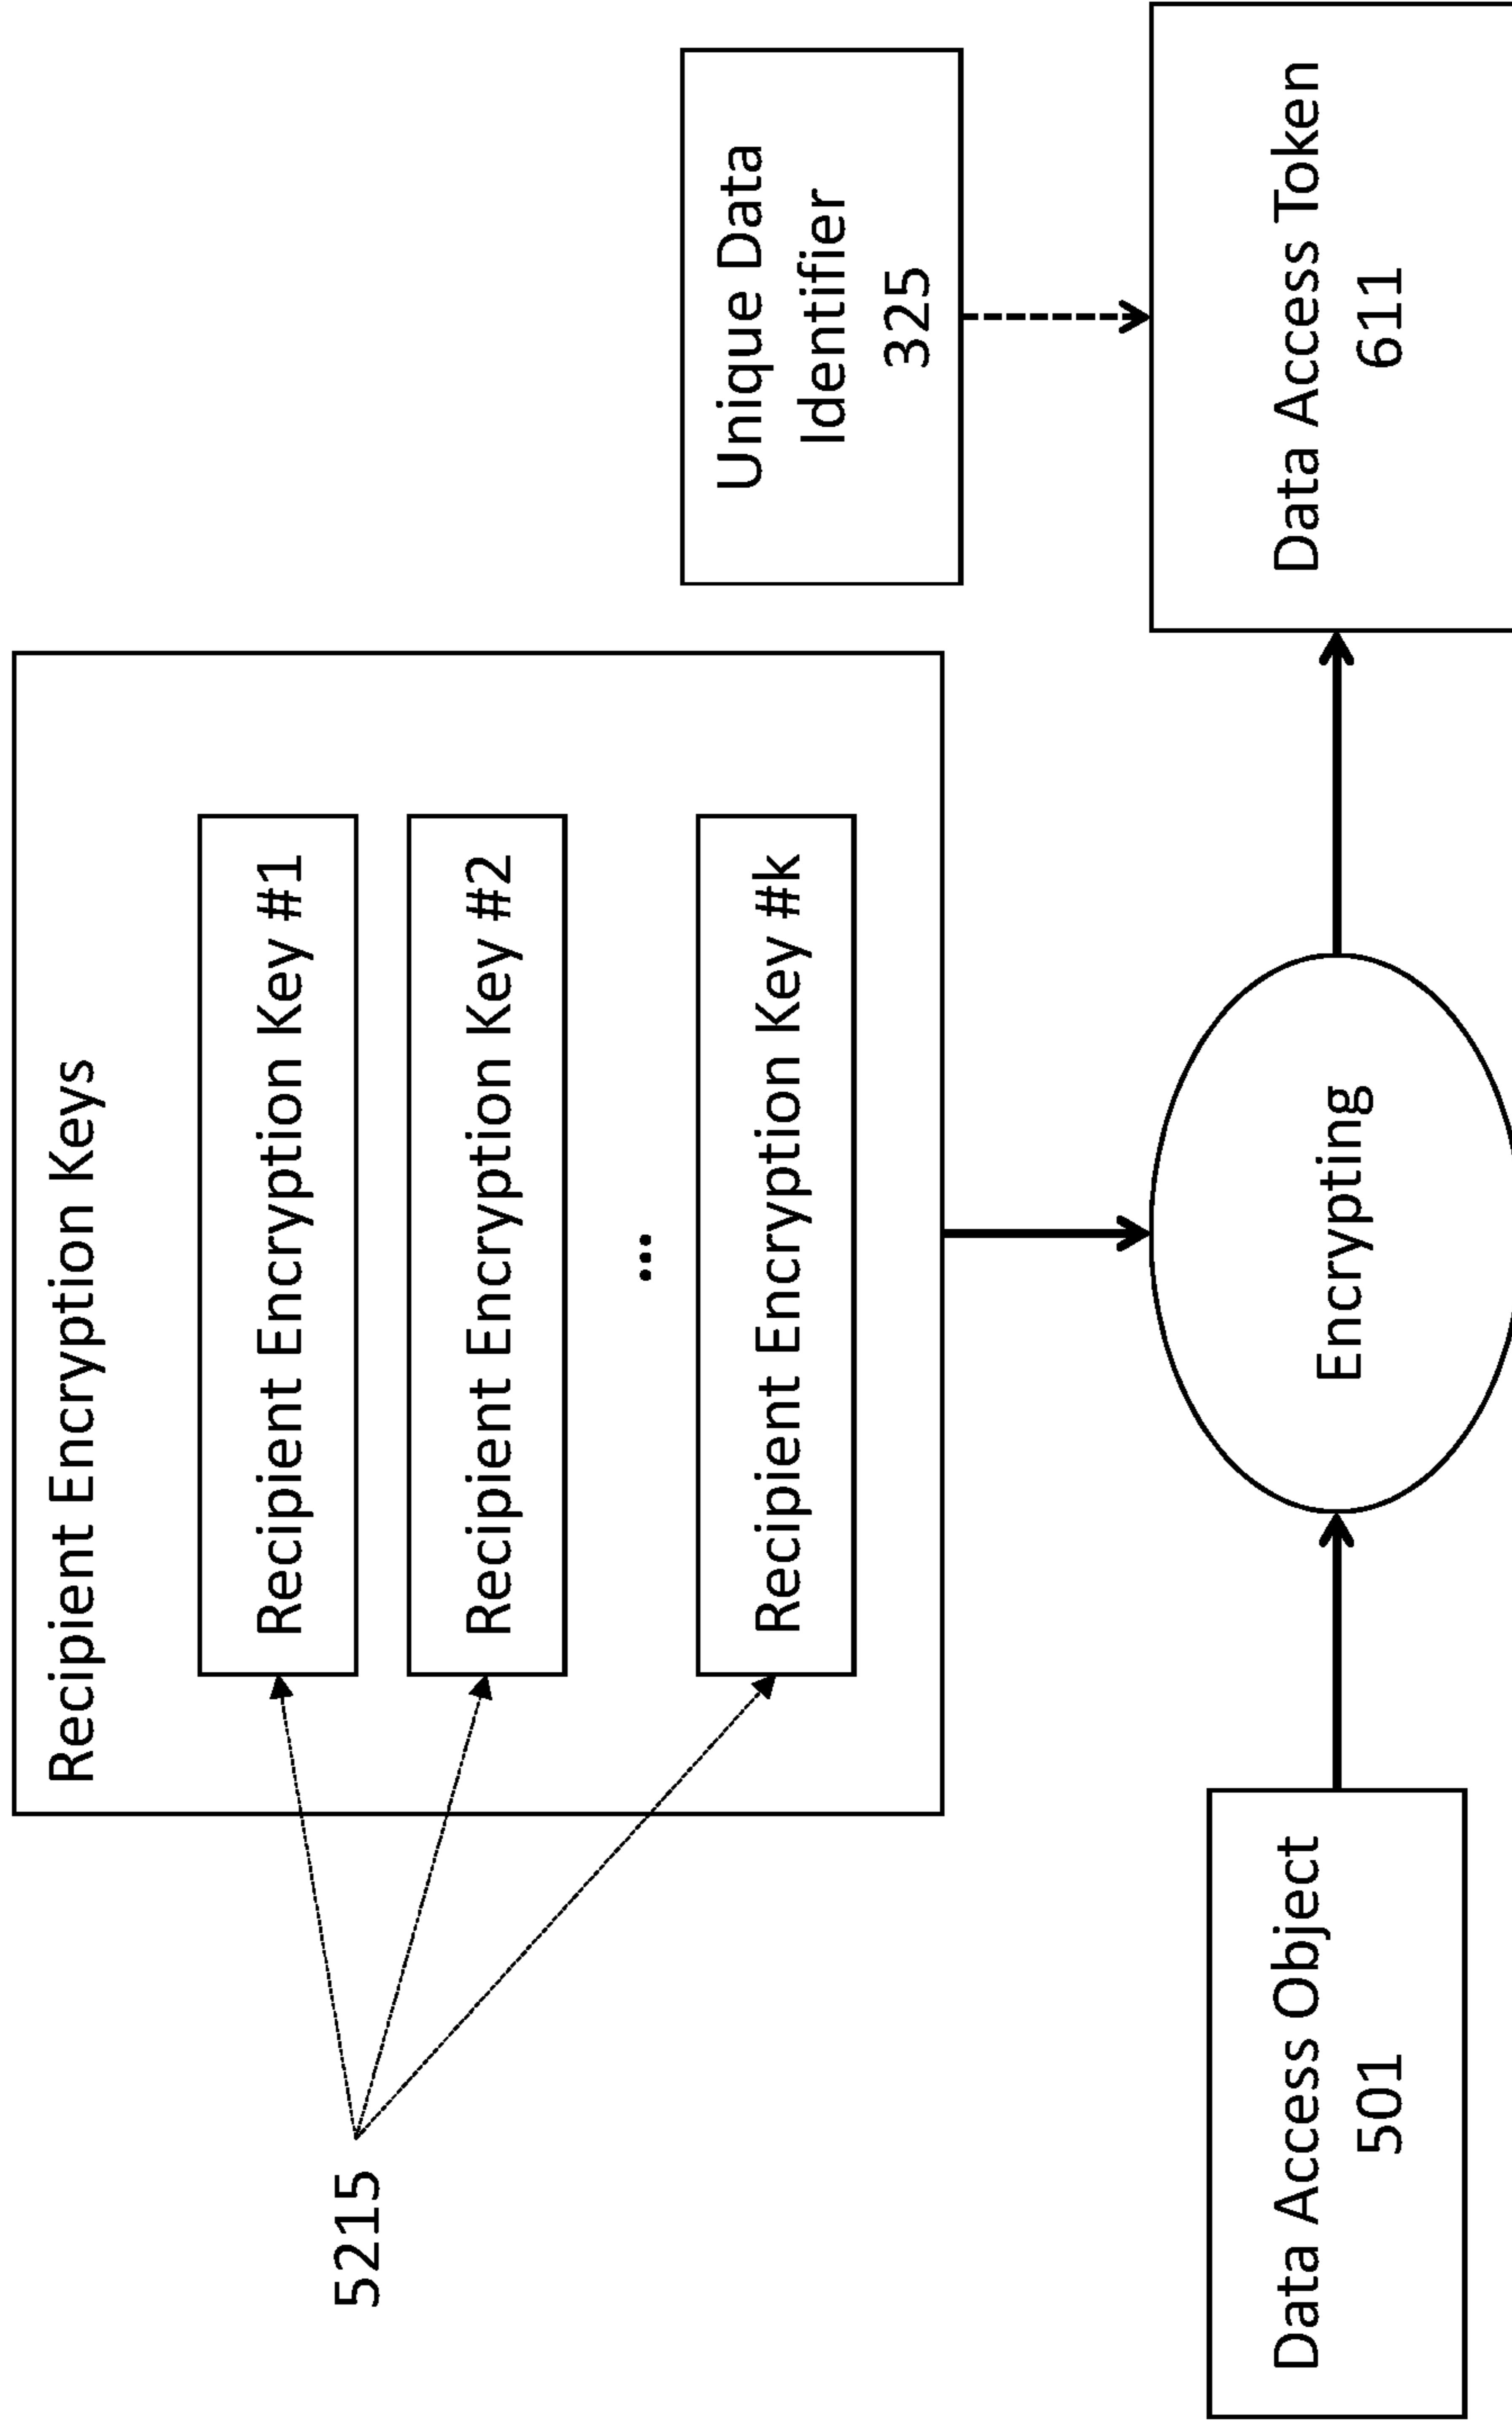 Recipient Encryption Keys
Recipient Encryption Key #1
Recipient Encryption Key #2
...
Recipient Encryption Key #k
5215
Unique Data
Identifier
325
Data Access Object
501
Encrypting
Data Access Token
611